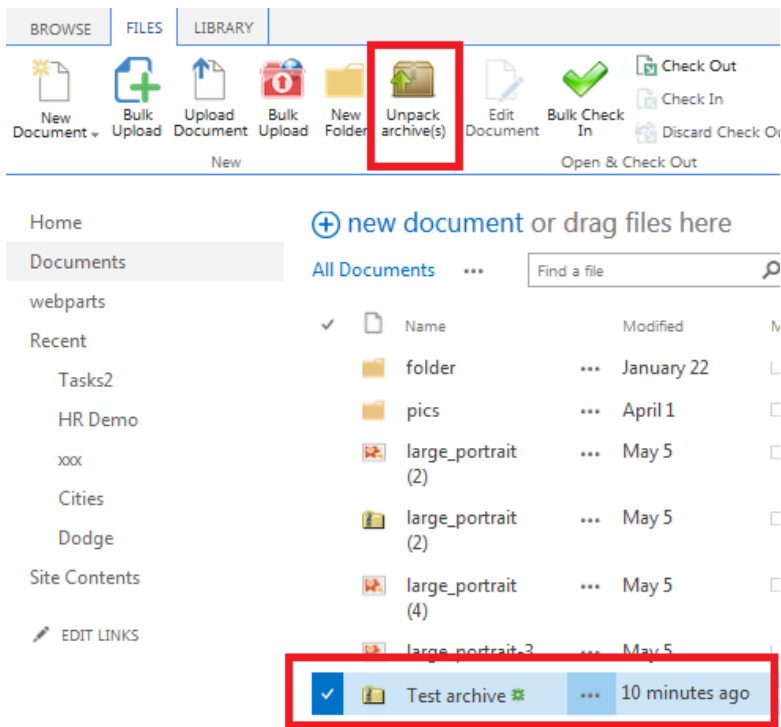 BROWSE FILES LIBRARY
New Document Bulk Upload Upload Document Bulk Upload New Folder Unpack archive(s) Edit Document Bulk Check In
Check Out
Check In
Discard Check Ou
New Open & Check Out
Home
Documents
webparts
Recent
Tasks2
HR Demo
xxx
Cities
Dodge
Site Contents
EDIT LINKS
new document or drag files here
All Documents ... Find a file
Name Modified M
folder ... January 22
pics ... April 1
large_portrait ... May 5
(2)
large_portrait ... May 5
(2)
large_portrait ... May 5
(4)
large_portrait-3 ... May 5
Test archive ... 10 minutes ago